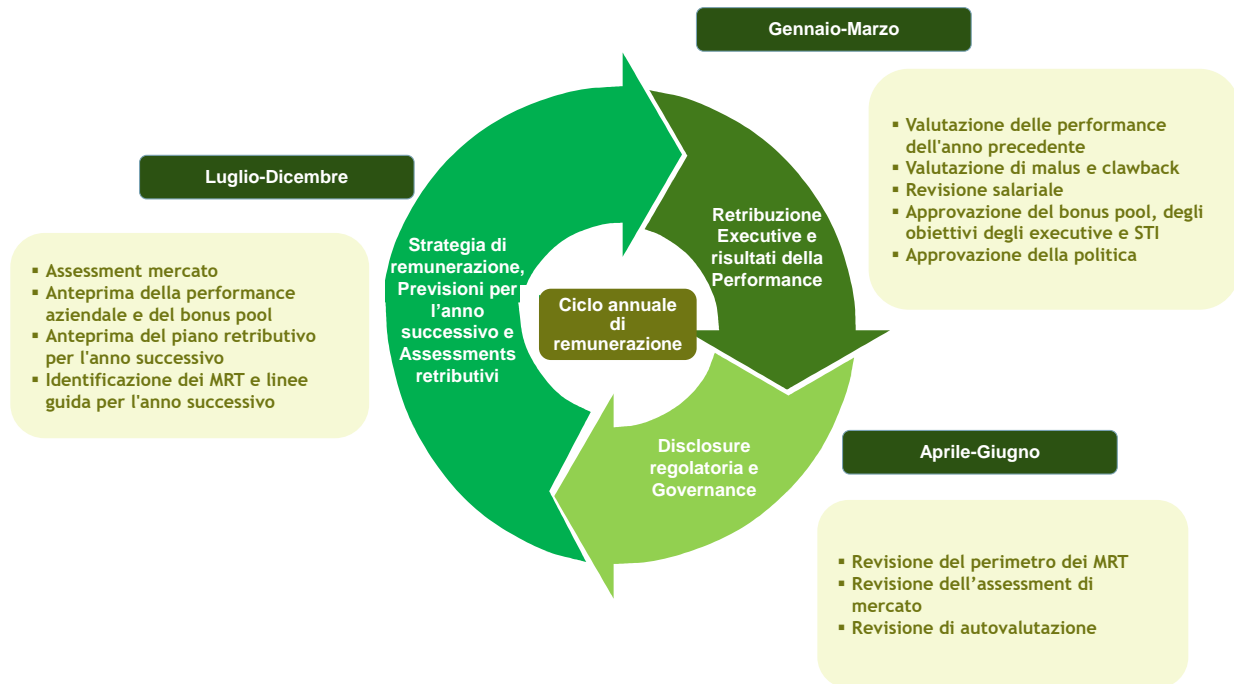 Gennaio-Marzo
▪ Valutazione delle performance
dell'anno precedente
▪ Valutazione di malus e clawback
▪ Revisione salariale
▪ Approvazione del bonus pool, degli
obiettivi degli executive e STI
▪ Approvazione della politica
Luglio-Dicembre
▪ Assessment mercato
▪ Anteprima della performance
aziendale e del bonus pool
▪ Anteprima del piano retributivo
per l'anno successivo
▪ Identificazione dei MRT e linee
guida per l'anno successivo
Strategia di
remunerazione,
Previsioni per
l’anno
successivo e
Assessments
retributivi
Ciclo annuale
di
remunerazione
Retribuzione
Executive e
risultati della
Performance
Disclosure
regolatoria e
Governance
Aprile-Giugno
▪ Revisione del perimetro dei MRT
▪ Revisione dell’assessment di
mercato
▪ Revisione di autovalutazione